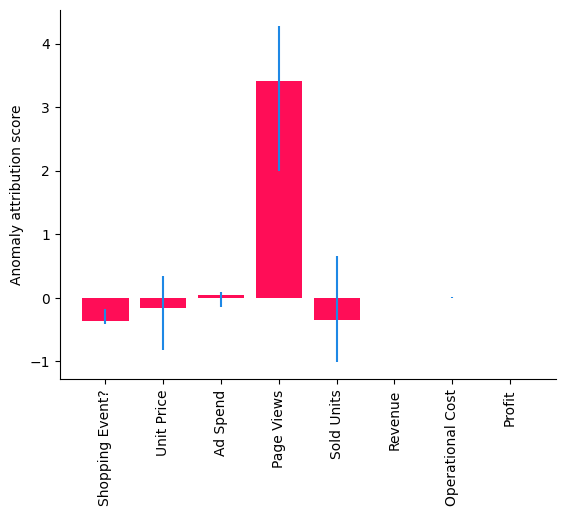 Anomaly attribution score
4
3
2
1
0
−1
Shopping Event?
Unit Price
Ad Spend
Page Views
Sold Units
Revenue
Operational Cost
Profit